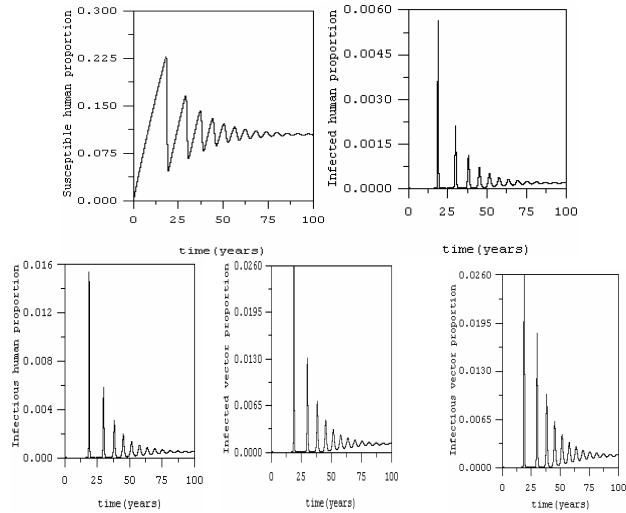 Susceptible human proportion
0.300
0.225
0.150
0.075
0.000
0 25 50 75 100
time(years)
Infected human proportion
0.0060
0.0045
0.0030
0.0015
0.0000
0 25 50 75 100
time(years)
Infectious human proportion
0.016
0.012
0.008
0.004
0.000
0 25 50 75 100
time(years)
Infected vector proportion
0.0260
0.0195
0.0130
0.0065
0.0000
0 25 50 75 100
time(years)
Infectious vector proportion
0.0260
0.0195
0.0130
0.0065
0.0000
0 25 50 75 100
time(years)